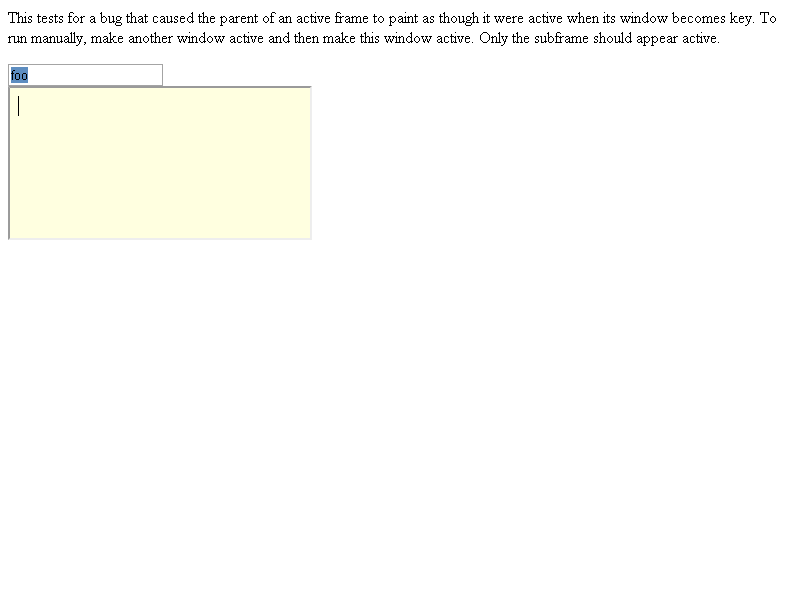 This tests for a bug that caused the parent of an active frame to paint as though it were active when its window becomes key. To
run manually, make another window active and then make this window active. Only the subframe should appear active.
foo